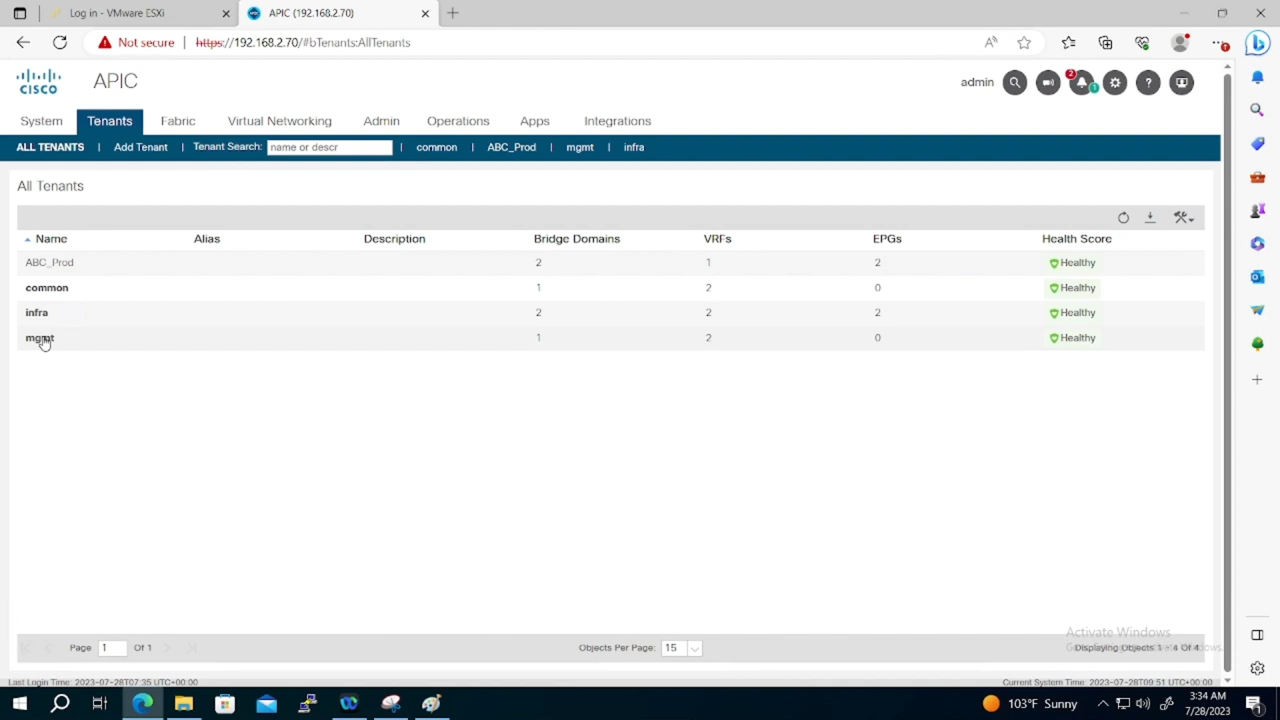 Log in - VMware ESXi
APIC (192.168.2.70)
Not secure
https://192.168.2.70/#bTenants:AllTenants
CISCO
APIC
admin
2
1
System
Tenants
Fabric
Virtual Networking
Admin
Operations
Apps
Integrations
ALL TENANTS | Add Tenant | Tenant Search: name or descr | common | ABC_Prod | mgmt | infra
All Tenants
Name Alias Description Bridge Domains VRFs EPGs Health Score
ABC_Prod 2 1 2 Healthy
common 1 2 0 Healthy
infra 2 2 2 Healthy
mgmt 1 2 0 Healthy
Activate Windows
Page 1 Of 1
Objects Per Page: 15
Displaying Objects 1 - 4 Of 4
Last Login Time: 2023-07-28T07:35 UTC+00:00
Current System Time: 2023-07-28T09:51 UTC+00:00
103°F Sunny
3:34 AM
7/28/2023
1